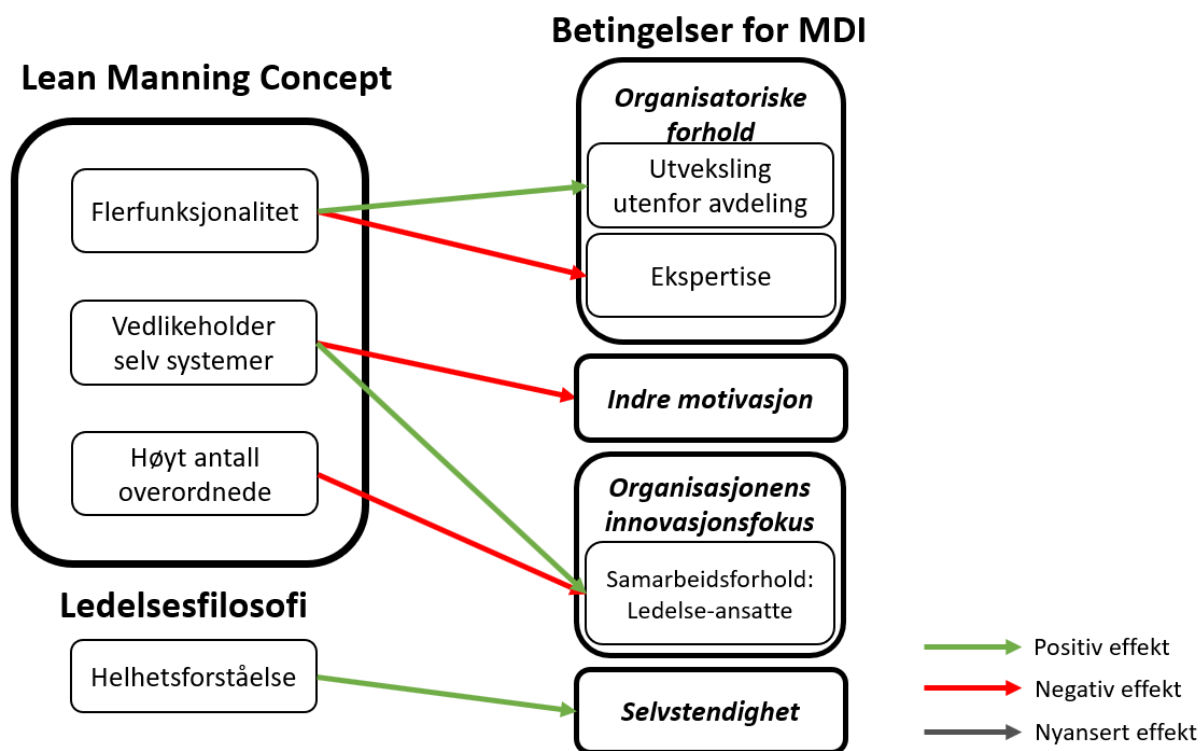 Lean Manning Concept
Flerfunksjonalitet
Vedlikeholder
selv systemer
Høyt antall
overordnede
Ledelsesfilosofi
Helhetsforståelse
Betingelser for MDI
Organisatoriske
forhold
Utveksling
utenfor avdeling
Ekspertise
Indre motivasjon
Organisasjonens
innovasjonsfokus
Samarbeidsforhold:
Ledelse-ansatte
Selvstendighet
Positiv effekt
Negativ effekt
Nyansert effekt